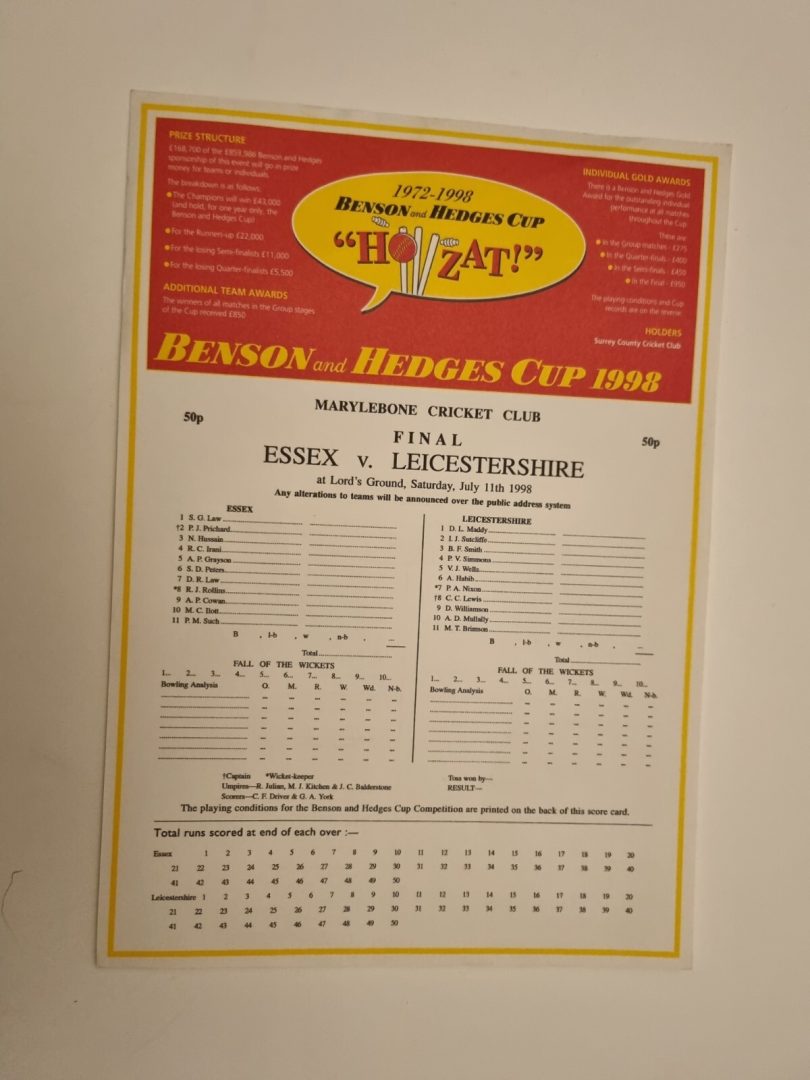 PRIZE STRUCTURE
£168,700 of the £859,986 Benson and Hedges
sponsorship of this event will go in prize
money for teams or individuals.
The breakdown is as follows:
The Champions will win £43,000
(and hold, for one year only, the
Benson and Hedges Cup)
For the Runners-up £22,000
For the losing Semi-finalists £11,000
For the losing Quarter-finalists £5,500
ADDITIONAL TEAM AWARDS
The winners of all matches in the Group stages
of the Cup received £850
1972-1998
BENSON and HEDGES CUP
"HOWZAT!"
INDIVIDUAL GOLD AWARDS
There is a Benson and Hedges Gold
Award for the outstanding individual
performance at all matches
throughout the Cup
These are:
In the Group matches - £275
In the Quarter-finals - £400
In the Semi-finals - £450
In the Final - £950
The playing conditions and Cup
records are on the reverse
HOLDERS
Surrey County Cricket Club
BENSON and HEDGES CUP 1998
MARYLEBONE CRICKET CLUB
50p
50p
FINAL
ESSEX v. LEICESTERSHIRE
at Lord's Ground, Saturday, July 11th 1998
Any alterations to teams will be announced over the public address system
ESSEX
1 S. G. Law
†2 P. J. Prichard
3 N. Hussain
4 R. C. Irani
5 A. P. Grayson
6 S. D. Peters
7 D. R. Law
*8 R. J. Rollins
9 A. P. Cowan
10 M. C. Ilott
11 P. M. Such
B , l-b , w , n-b , ...
Total
FALL OF THE WICKETS
1... 2... 3... 4... 5... 6... 7... 8... 9... 10...
Bowling Analysis O. M. R. W. Wd. N-b.
LEICESTERSHIRE
1 D. L. Maddy
2 I. J. Sutcliffe
3 B. F. Smith
4 P. V. Simmons
5 V. J. Wells
6 A. Habib
*7 P. A. Nixon
†8 C. C. Lewis
9 D. Williamson
10 A. D. Mullally
11 M. T. Brimson
B , l-b , w , n-b , ...
Total
FALL OF THE WICKETS
1... 2... 3... 4... 5... 6... 7... 8... 9... 10...
Bowling Analysis O. M. R. W. Wd. N-b.
†Captain *Wicket-keeper
Umpires—R. Julian, M. J. Kitchen & J. C. Balderstone
Scorers—C. F. Driver & G. A. York
Toss won by—
RESULT—
The playing conditions for the Benson and Hedges Cup Competition are printed on the back of this score card.
Total runs scored at end of each over :—
Essex 1 2 3 4 5 6 7 8 9 10 11 12 13 14 15 16 17 18 19 20
21 22 23 24 25 26 27 28 29 30 31 32 33 34 35 36 37 38 39 40
41 42 43 44 45 46 47 48 49 50
Leicestershire 1 2 3 4 5 6 7 8 9 10 11 12 13 14 15 16 17 18 19 20
21 22 23 24 25 26 27 28 29 30 31 32 33 34 35 36 37 38 39 40
41 42 43 44 45 46 47 48 49 50